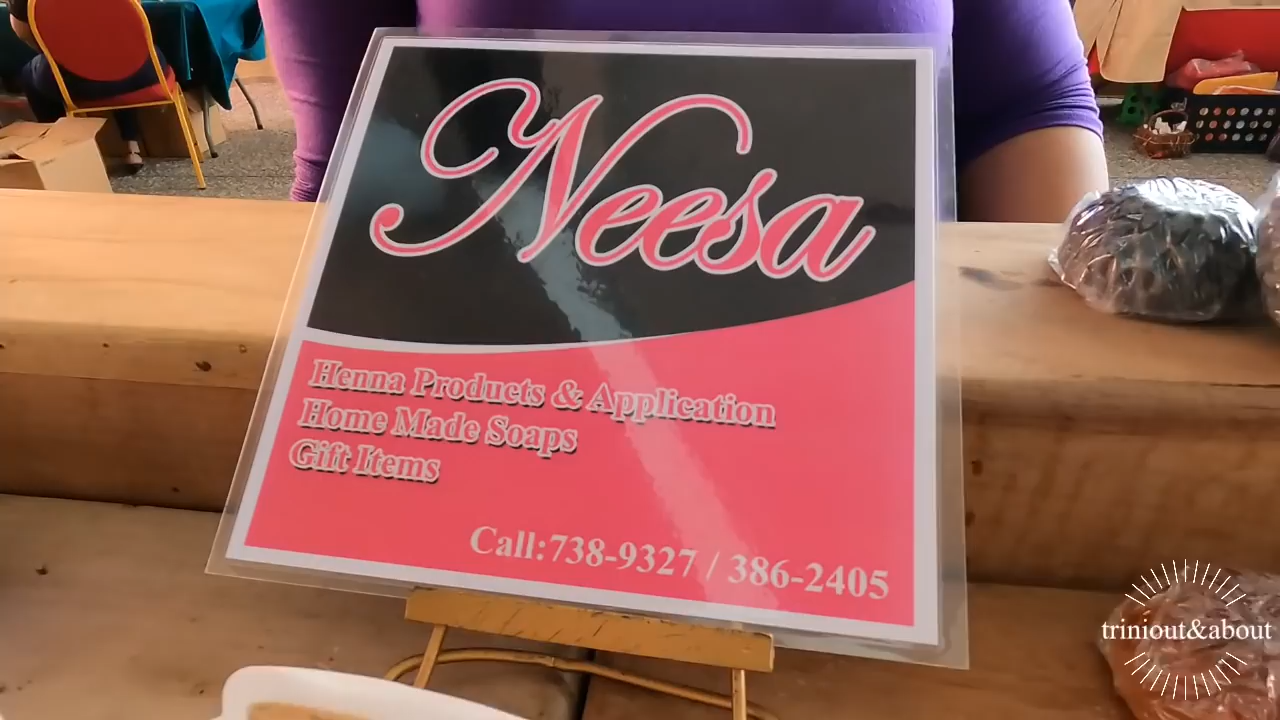 Neesa
Henna Products & Application
Home Made Soaps
Gift Items
Call:738-9327 / 386-2405
triniout&about